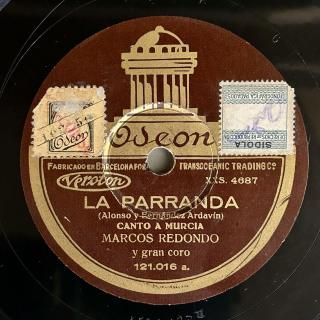 Odeon
Odeon
SIDOLA
FABRICADO EN BARCELONA POR TRANSOCEANIC TRADING Co
Veroton
XXS. 4687
LA PARRANDA
(Alonso y Fernández Ardavín)
CANTO A MURCIA
MARCOS REDONDO
y gran coro
121.016 a.